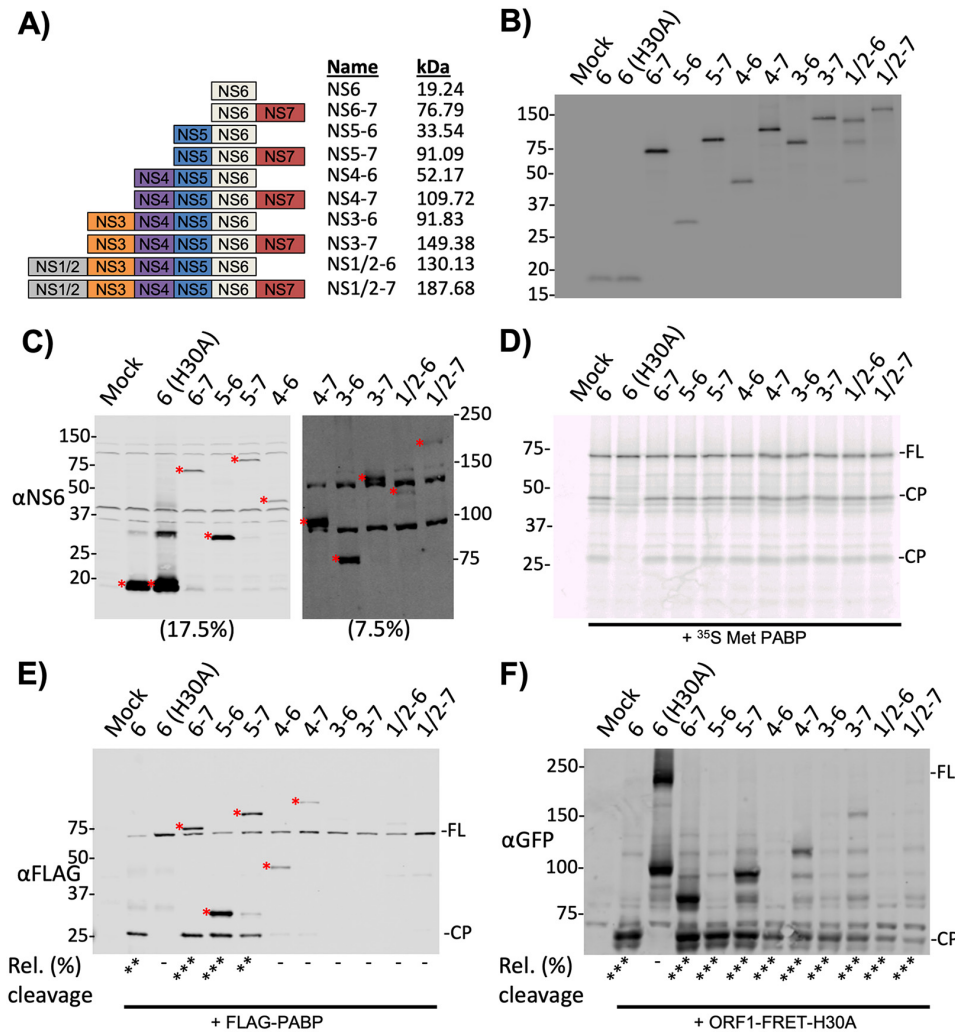 A)
Name kDa
NS6 NS6 19.24
NS6 NS7 NS6-7 76.79
NS5 NS6 NS5-6 33.54
NS5 NS6 NS7 NS5-7 91.09
NS4 NS5 NS6 NS4-6 52.17
NS4 NS5 NS6 NS7 NS4-7 109.72
NS3 NS4 NS5 NS6 NS3-6 91.83
NS3 NS4 NS5 NS6 NS7 NS3-7 149.38
NS1/2 NS3 NS4 NS5 NS6 NS1/2-6 130.13
NS1/2 NS3 NS4 NS5 NS6 NS7 NS1/2-7 187.68
B)
Mock 6 6 (H30A) 6-7 5-6 5-7 4-6 4-7 3-6 3-7 1/2-6 1/2-7
150-
75-
50-
37-
25-
20-
15-
C)
Mock 6 (H30A) 6-7 5-6 5-7 4-6
4-7 3-6 3-7 1/2-6 1/2-7
αNS6
150-
75-
50-
37-
25-
20-
* * * * * *
-250
-150
-100
-75
* * * * *
(17.5%) (7.5%)
D)
Mock 6 6 (H30A) 6-7 5-6 5-7 4-6 4-7 3-6 3-7 1/2-6 1/2-7
75-
50-
37-
25-
-FL
-CP
-CP
+ ³⁵S Met PABP
E)
Mock 6 6 (H30A) 6-7 5-6 5-7 4-6 4-7 3-6 3-7 1/2-6 1/2-7
αFLAG
75-
50-
37-
25-
* * * * *
-FL
-CP
Rel. (%)
cleavage
** - *** *** ** - - - - - -
+ FLAG-PABP
F)
Mock 6 6 (H30A) 6-7 5-6 5-7 4-6 4-7 3-6 3-7 1/2-6 1/2-7
αGFP
250-
150-
100-
75-
-FL
-CP
Rel. (%)
cleavage
*** - *** *** *** *** *** *** *** *** ***
+ ORF1-FRET-H30A